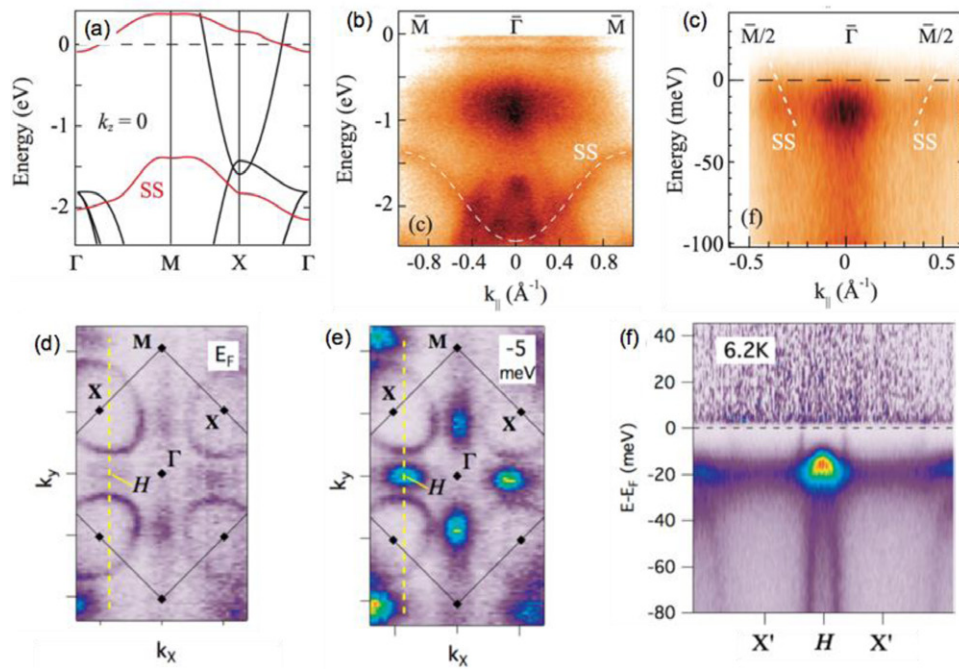 (a)
Energy (eV)
0
-1
-2
k_z = 0
SS
Γ M X Γ
(b)
M̄ Γ̄ M̄
Energy (eV)
0
-1
-2
SS
(c)
-0.8 -0.4 0 0.4 0.8
k_|| (Å⁻¹)
(c)
M̄/2 Γ̄ M̄/2
Energy (meV)
0
-50
-100
SS SS
(f)
-0.5 0 0.5
k_|| (Å⁻¹)
(d)
M
E_F
X X
Γ
H
k_y
k_X
(e)
M
-5
meV
X X
Γ
H
k_y
k_X
(f)
6.2K
E-E_F (meV)
40
20
0
-20
-40
-60
-80
X' H X'